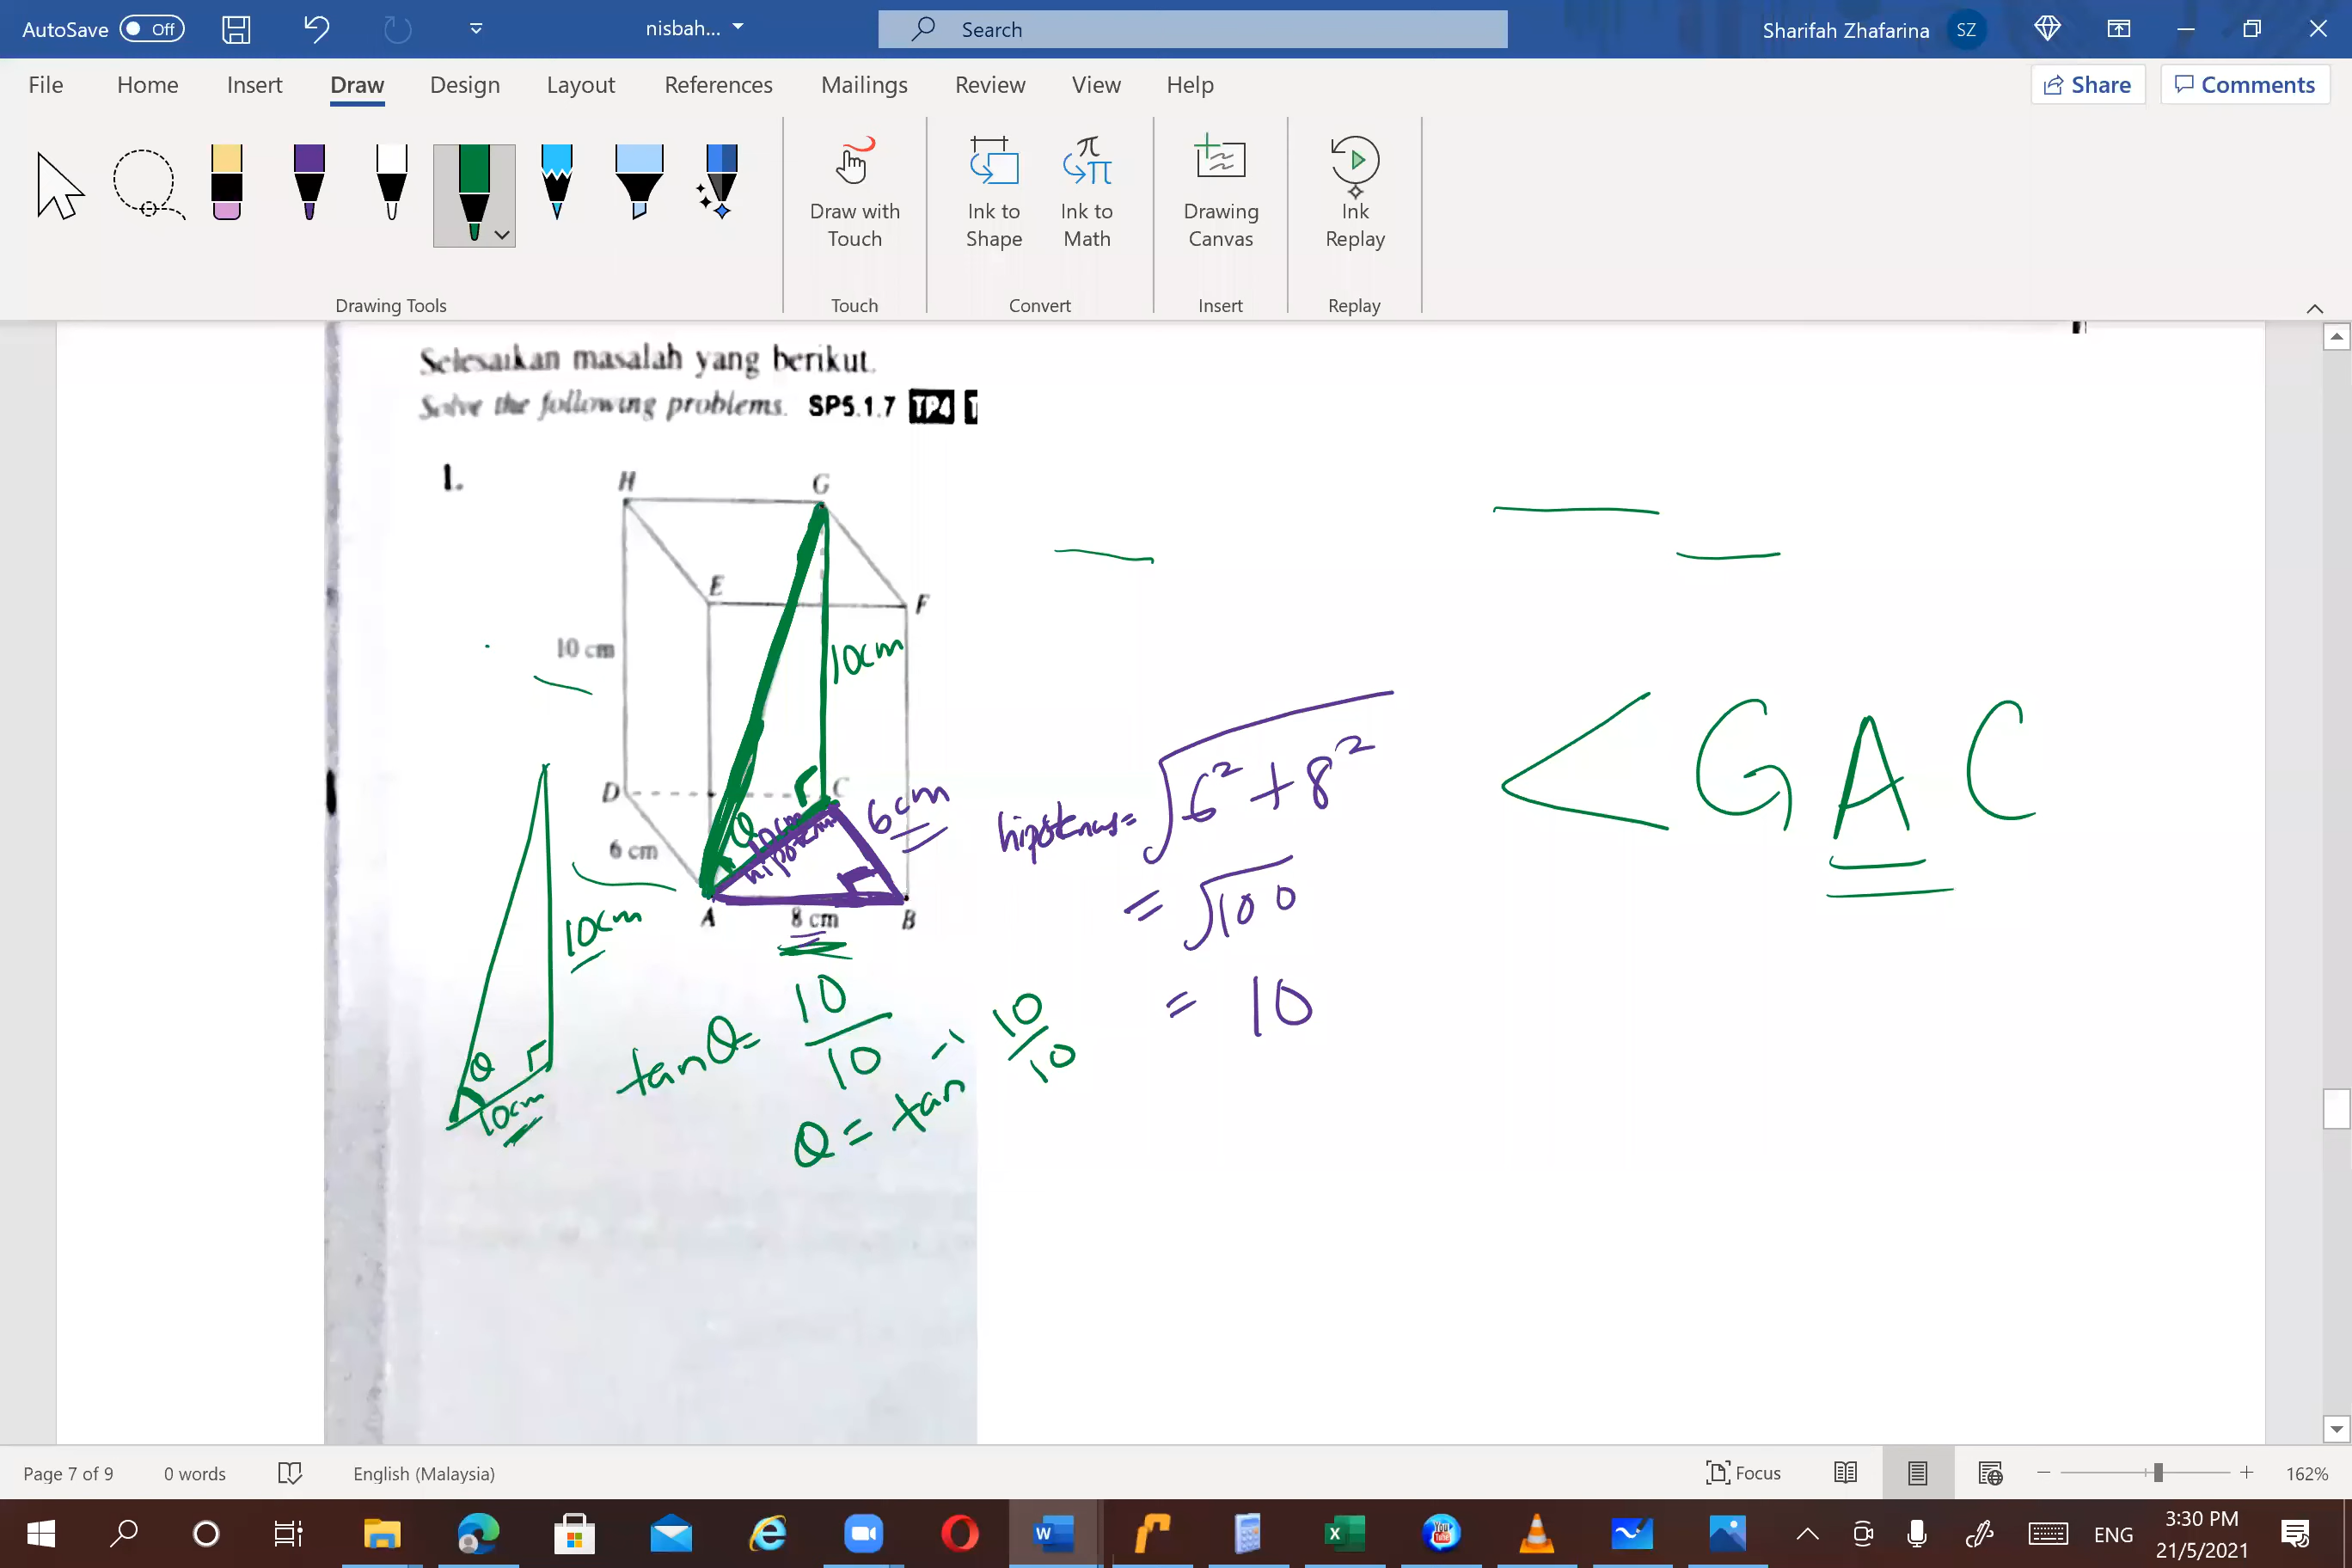 AutoSave Off nisbah... Search Sharifah Zhafarina SZ
File Home Insert Draw Design Layout References Mailings Review View Help Share Comments
Draw with Touch
Ink to Shape
Ink to Math
Drawing Canvas
Ink Replay
Drawing Tools Touch Convert Insert Replay
Selesaikan masalah yang berikut.
Solve the following problems. SP5.1.7 TP4
1.
H G
E F
10 cm
10cm
D C
6 cm
6cm
θ
10cm
hipotenus
A 8 cm B
hipotenus = √6² + 8²
= √100
= 10
< G A C
10cm
θ
10cm
tan θ = 10/10
θ = tan⁻¹ 10/10
Page 7 of 9 0 words English (Malaysia) Focus 162%
ENG 3:30 PM
21/5/2021